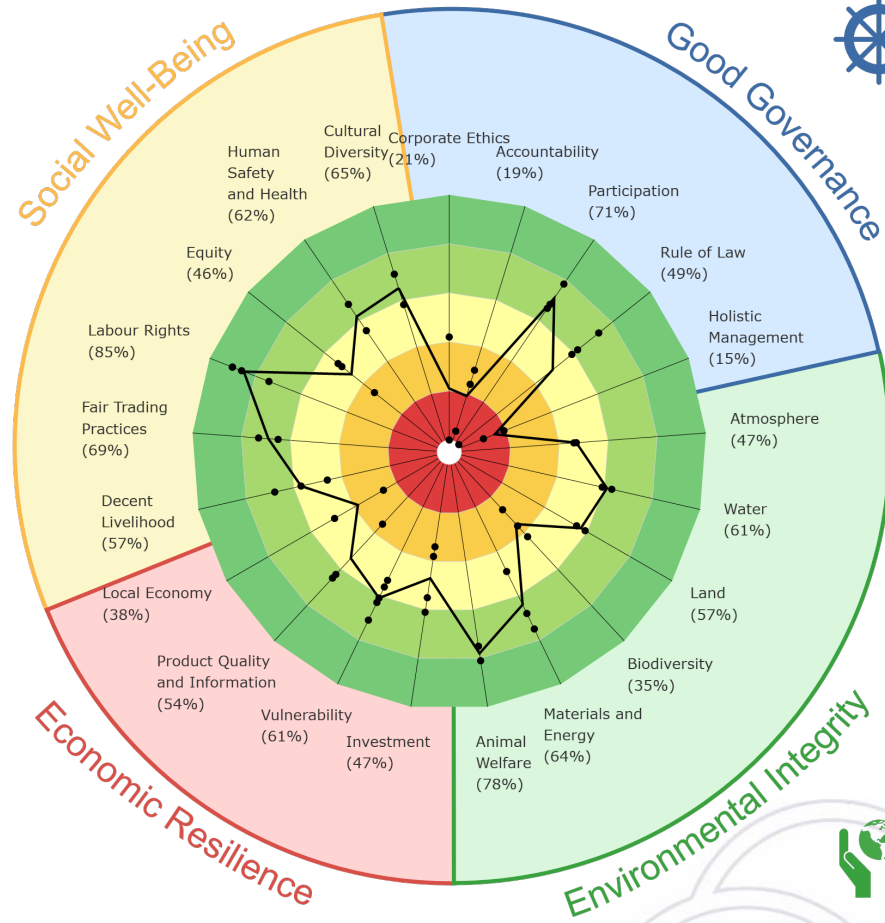 Good Governance
Corporate Ethics
(21%)
Accountability
(19%)
Participation
(71%)
Rule of Law
(49%)
Holistic
Management
(15%)
Environmental Integrity
Atmosphere
(47%)
Water
(61%)
Land
(57%)
Biodiversity
(35%)
Materials and
Energy
(64%)
Animal
Welfare
(78%)
Economic Resilience
Investment
(47%)
Vulnerability
(61%)
Product Quality
and Information
(54%)
Local Economy
(38%)
Social Well-Being
Decent
Livelihood
(57%)
Fair Trading
Practices
(69%)
Labour Rights
(85%)
Equity
(46%)
Human
Safety
and Health
(62%)
Cultural
Diversity
(65%)